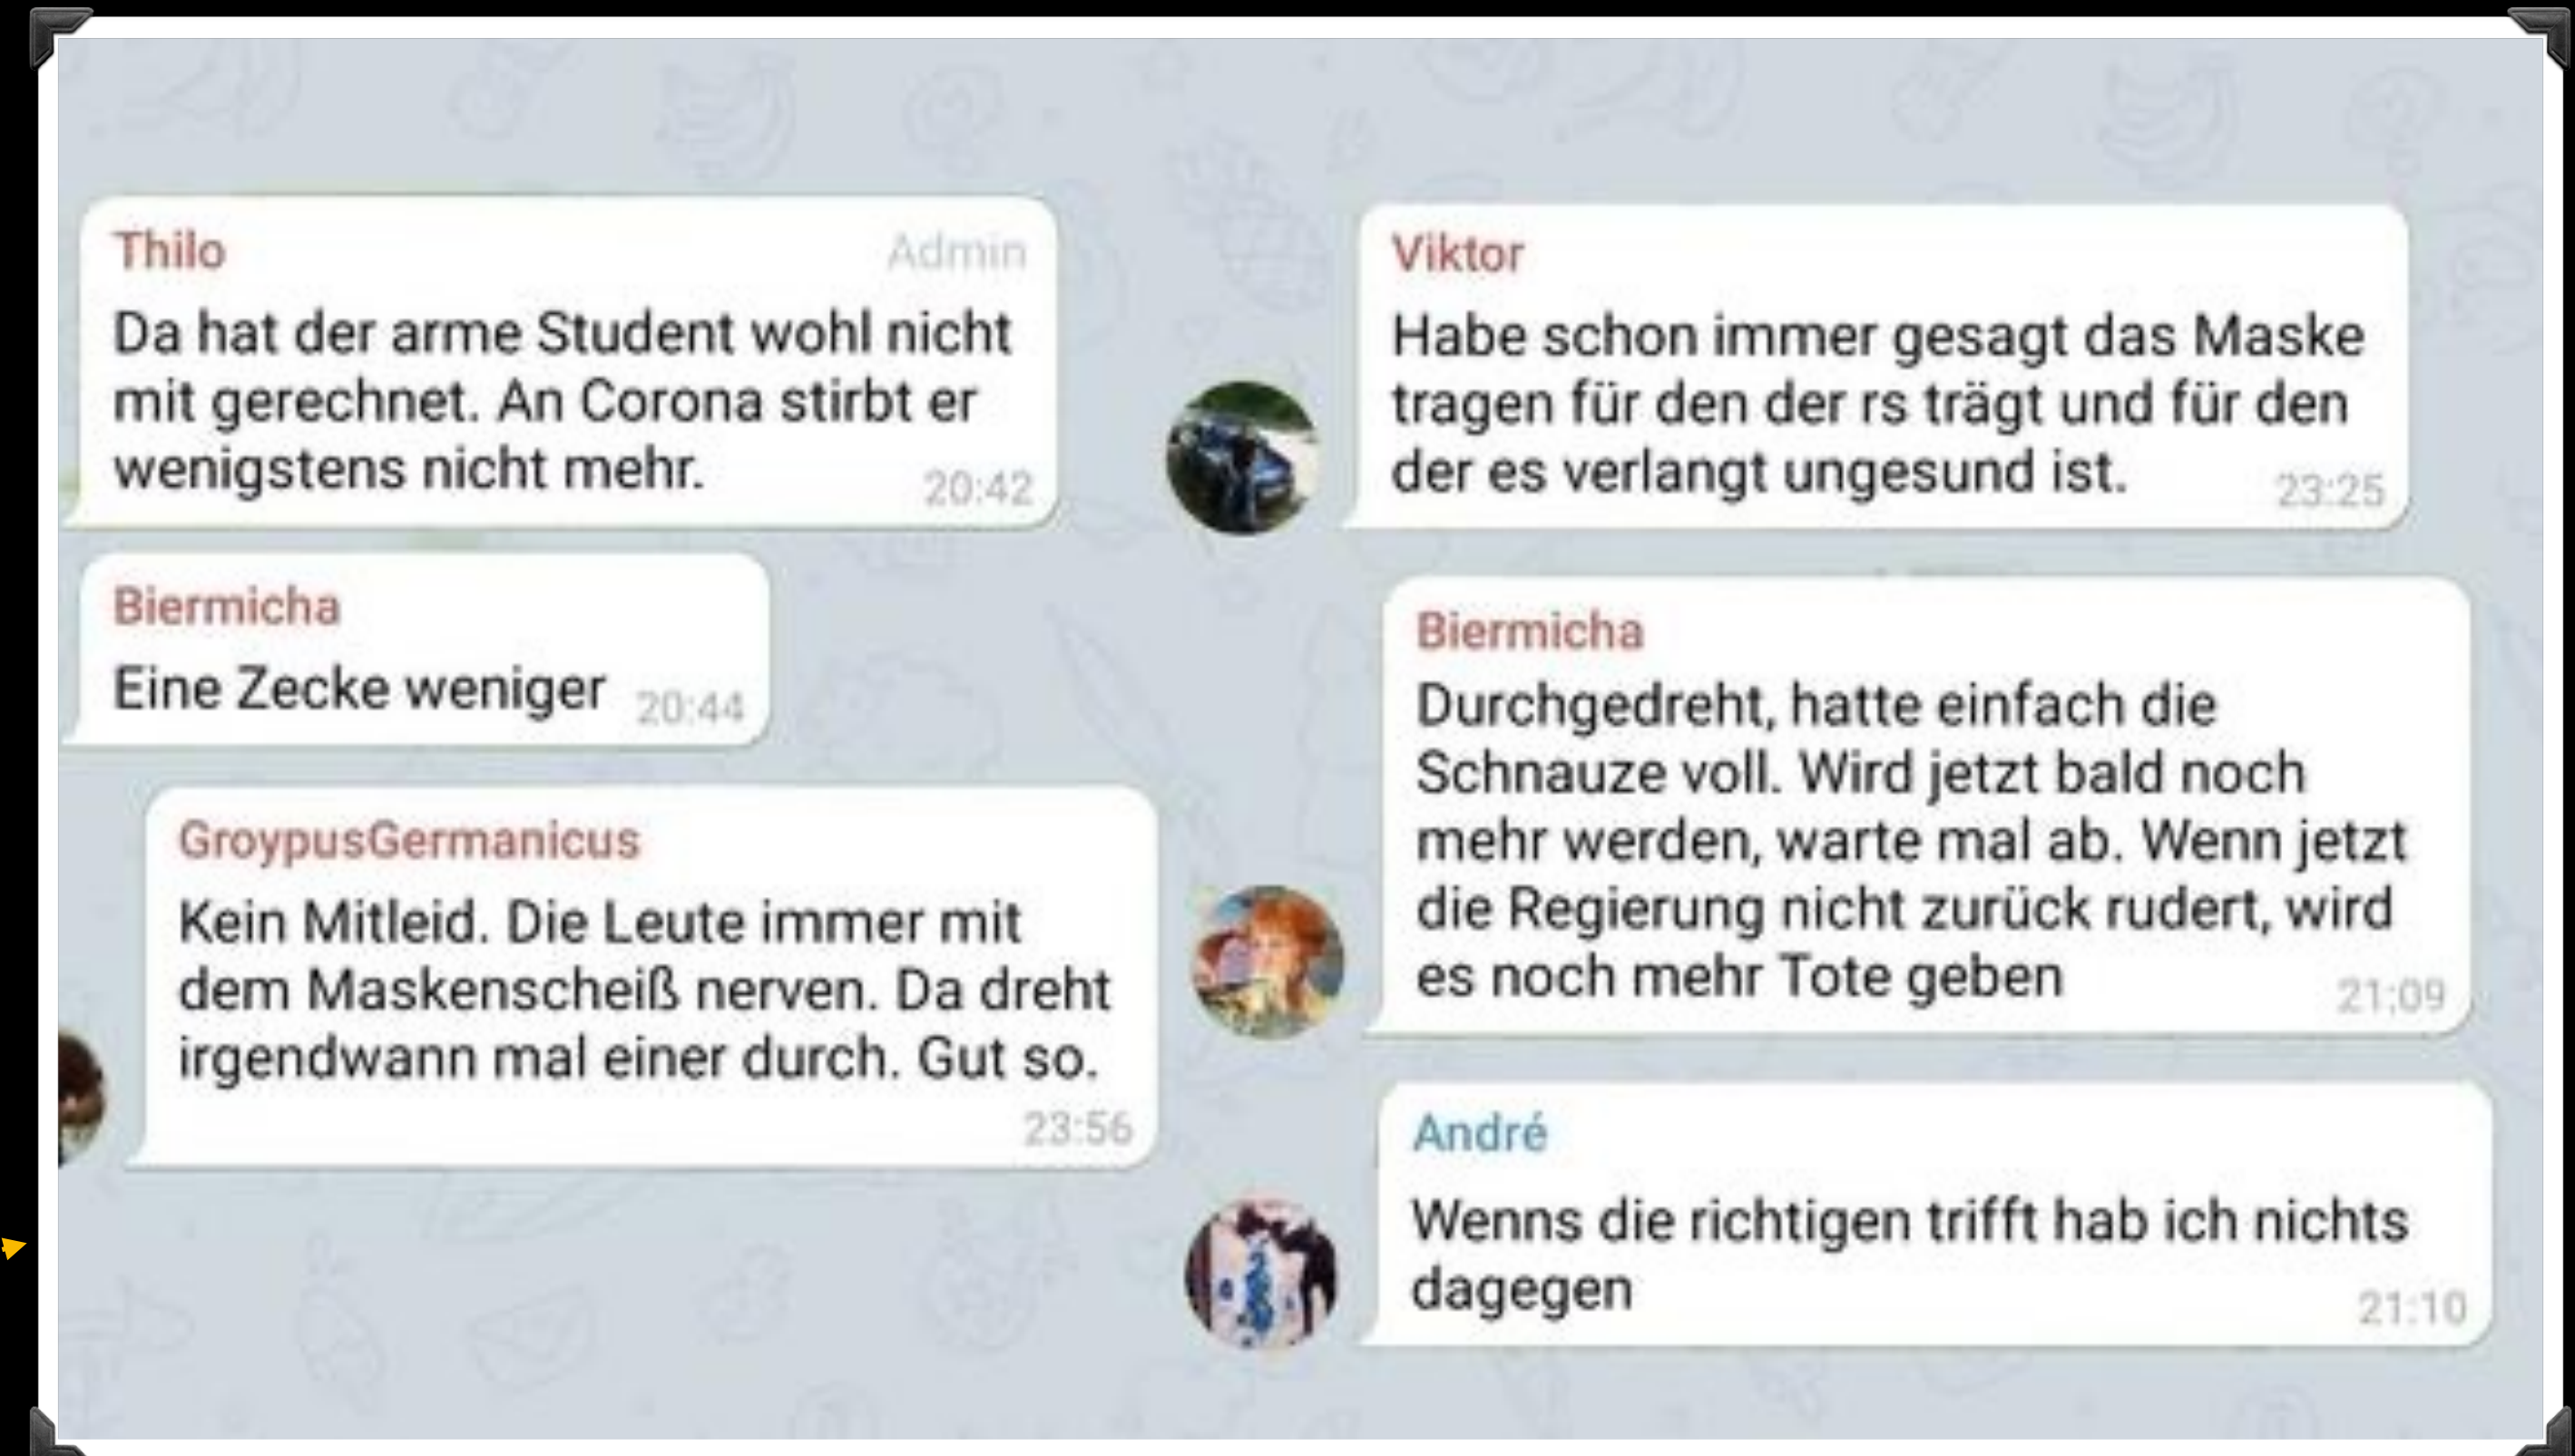 Thilo Admin
Da hat der arme Student wohl nicht
mit gerechnet. An Corona stirbt er
wenigstens nicht mehr.
20:42
Biermicha
Eine Zecke weniger 20:44
GroypusGermanicus
Kein Mitleid. Die Leute immer mit
dem Maskenscheiß nerven. Da dreht
irgendwann mal einer durch. Gut so.
23:56
Viktor
Habe schon immer gesagt das Maske
tragen für den der rs trägt und für den
der es verlangt ungesund ist.
23:25
Biermicha
Durchgedreht, hatte einfach die
Schnauze voll. Wird jetzt bald noch
mehr werden, warte mal ab. Wenn jetzt
die Regierung nicht zurück rudert, wird
es noch mehr Tote geben
21:09
André
Wenns die richtigen trifft hab ich nichts
dagegen
21:10